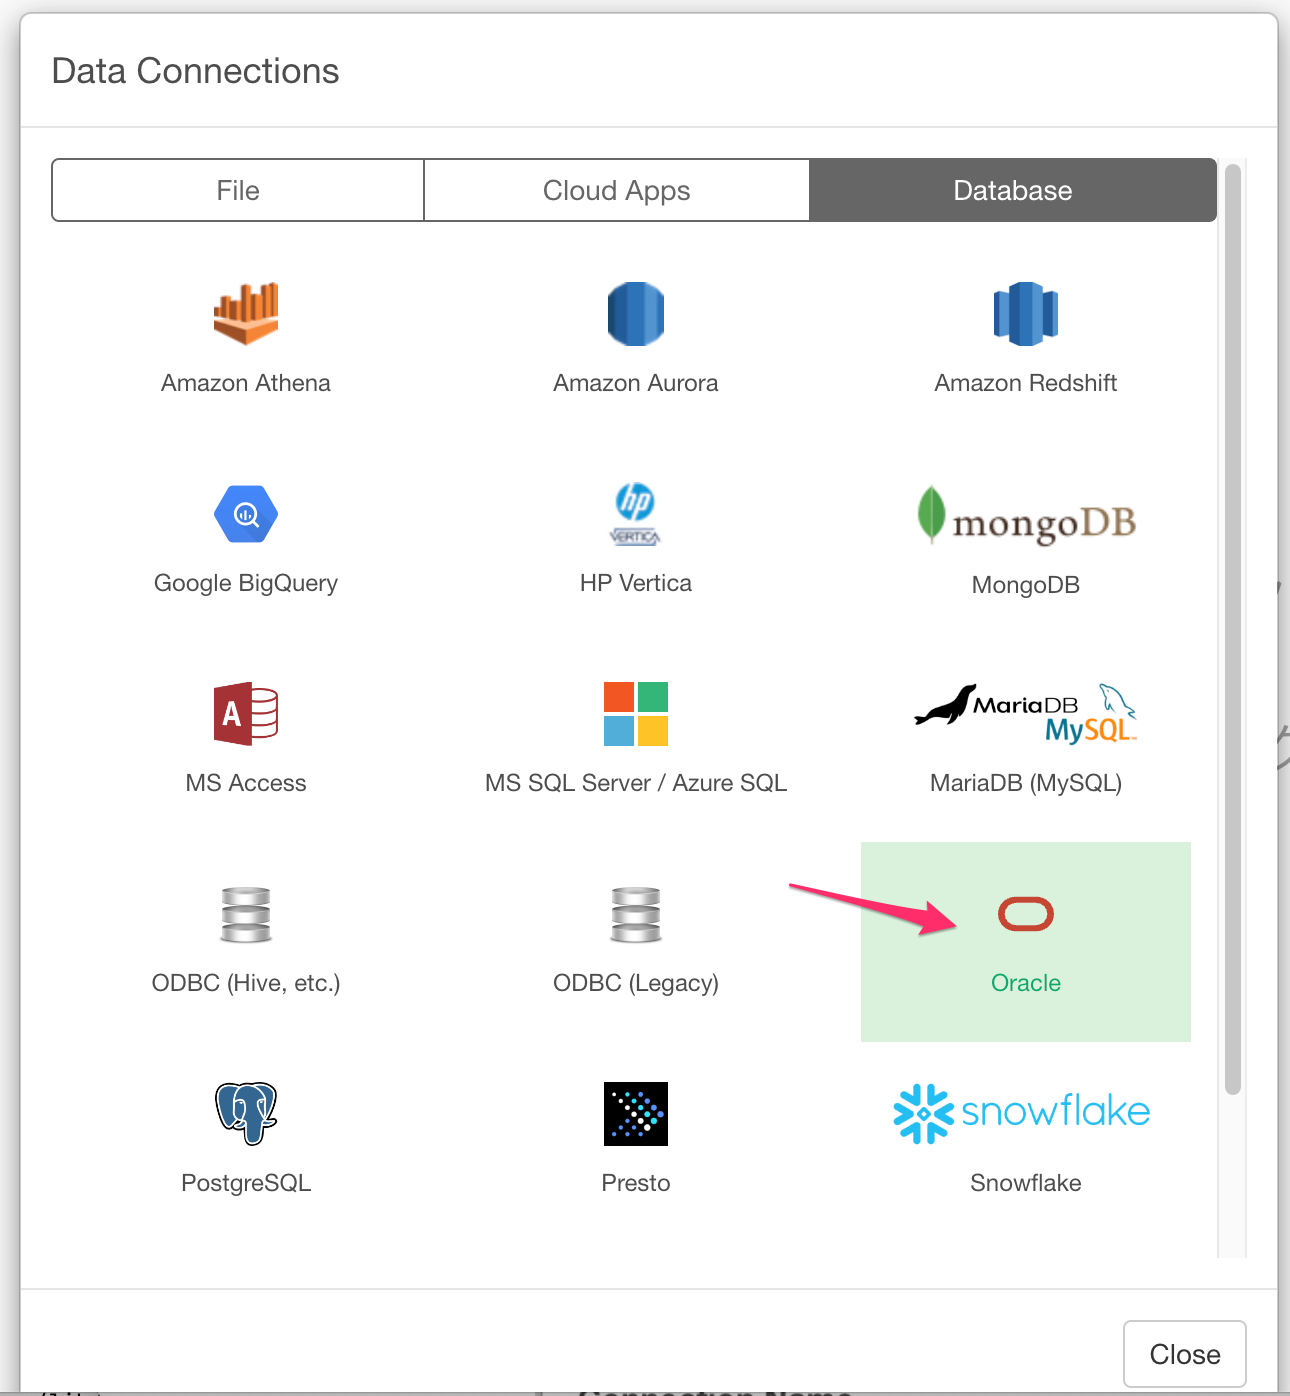 Data Connections
File Cloud Apps Database
Amazon Athena Amazon Aurora Amazon Redshift
hp
VERTICA
mongoDB
Google BigQuery HP Vertica MongoDB
A
MariaDB
MySQL
MS Access MS SQL Server / Azure SQL MariaDB (MySQL)
ODBC (Hive, etc.) ODBC (Legacy) Oracle
snowflake
PostgreSQL Presto Snowflake
Close
Connection Name